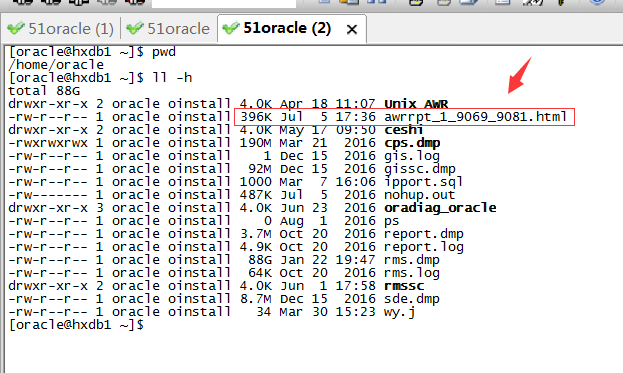 51oracle (1) 51oracle 51oracle (2)
[oracle@hxdb1 ~]$ pwd
/home/oracle
[oracle@hxdb1 ~]$ ll -h
total 88G
drwxr-xr-x 2 oracle oinstall 4.0K Apr 18 11:07 Unix AWR
-rw-r--r-- 1 oracle oinstall 396K Jul 5 17:36 awrrpt_1_9069_9081.html
drwxr-xr-x 2 oracle oinstall 4.0K May 17 09:50 ceshi
-rwxrwxrwx 1 oracle oinstall 190M Mar 21 2016 cps.dmp
-rw-r--r-- 1 oracle oinstall 1 Dec 15 2016 gis.log
-rw-r--r-- 1 oracle oinstall 92M Dec 15 2016 gissc.dmp
-rw-r--r-- 1 oracle oinstall 1000 Mar 7 16:06 ipport.sql
-rw------- 1 oracle oinstall 487K Jul 5 2016 nohup.out
drwxr-xr-x 3 oracle oinstall 4.0K Jun 23 2016 oradiag_oracle
-rw-r--r-- 1 oracle oinstall 0 Aug 1 2016 ps
-rw-r--r-- 1 oracle oinstall 3.7M Oct 20 2016 report.dmp
-rw-r--r-- 1 oracle oinstall 4.9K Oct 20 2016 report.log
-rw-r--r-- 1 oracle oinstall 88G Jan 22 19:47 rms.dmp
-rw-r--r-- 1 oracle oinstall 64K Oct 20 2016 rms.log
drwxr-xr-x 2 oracle oinstall 4.0K Jun 1 17:58 rmssc
-rw-r--r-- 1 oracle oinstall 8.7M Dec 15 2016 sde.dmp
-rw-r--r-- 1 oracle oinstall 34 Mar 30 15:23 wy.j
[oracle@hxdb1 ~]$